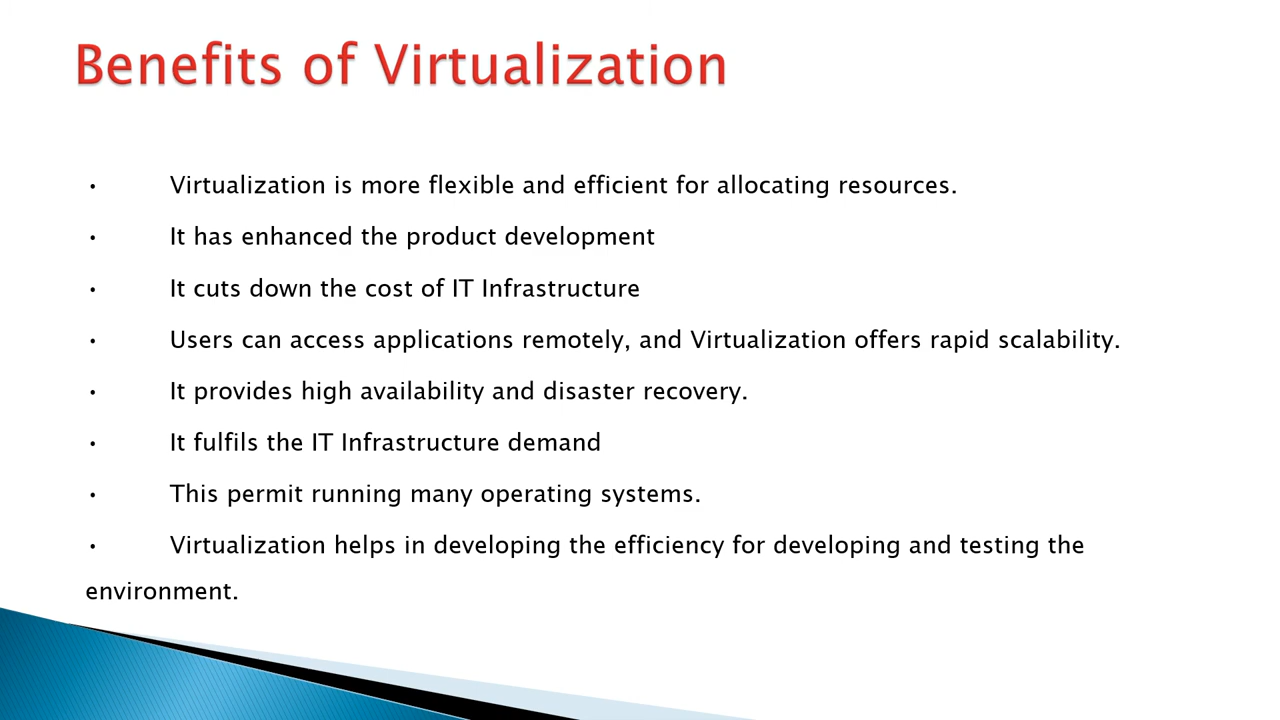 Benefits of Virtualization
• Virtualization is more flexible and efficient for allocating resources.
• It has enhanced the product development
• It cuts down the cost of IT Infrastructure
• Users can access applications remotely, and Virtualization offers rapid scalability.
• It provides high availability and disaster recovery.
• It fulfils the IT Infrastructure demand
• This permit running many operating systems.
• Virtualization helps in developing the efficiency for developing and testing the
environment.